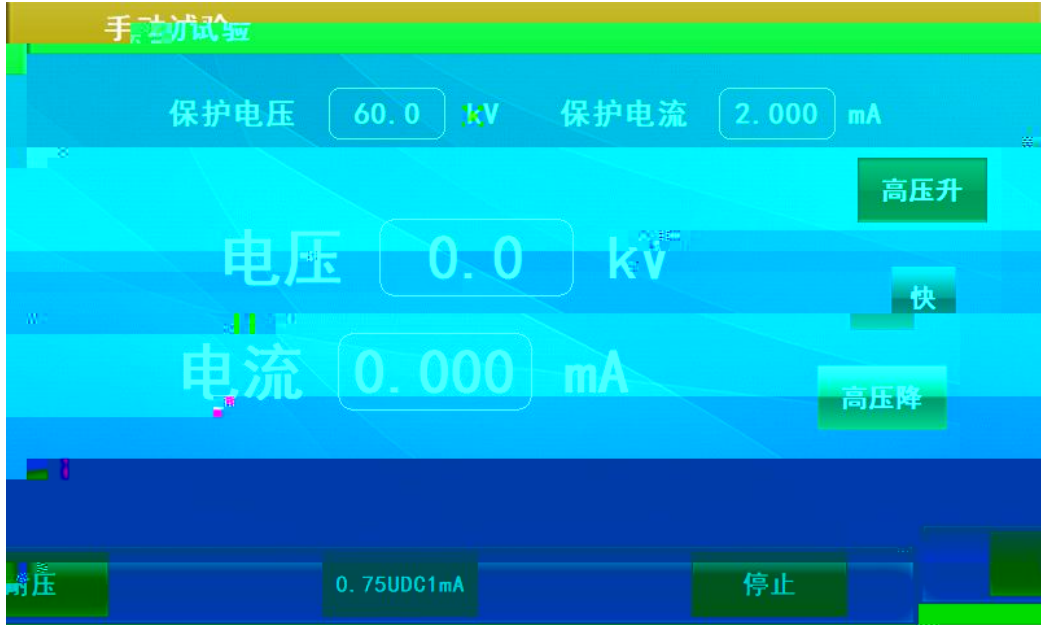 手动试验
保护电压 60.0 kV 保护电流 2.000 mA
高压升
电压 0.0 kV
快
电流 0.000 mA
高压降
耐压 0.75UDC1mA 停止